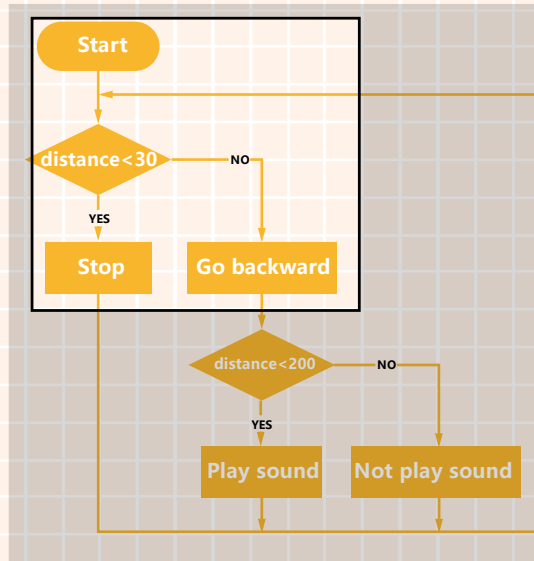 Start
distance<30
NO
YES
Stop
Go backward
distance<200
NO
YES
Play sound
Not play sound